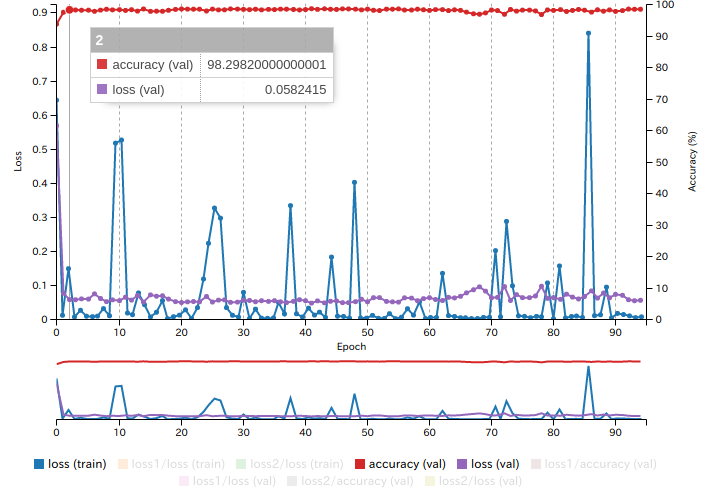 0.9
0.8
0.7
0.6
0.5
0.4
0.3
0.2
0.1
0
Loss
100
90
80
70
60
50
40
30
20
10
0
Accuracy (%)
2
accuracy (val) 98.29820000000001
loss (val) 0.0582415
0 10 20 30 40 50 60 70 80 90
Epoch
0 10 20 30 40 50 60 70 80 90
loss (train) loss1/loss (train) loss2/loss (train) accuracy (val) loss (val) loss1/accuracy (val)
loss1/loss (val) loss2/accuracy (val) loss2/loss (val)